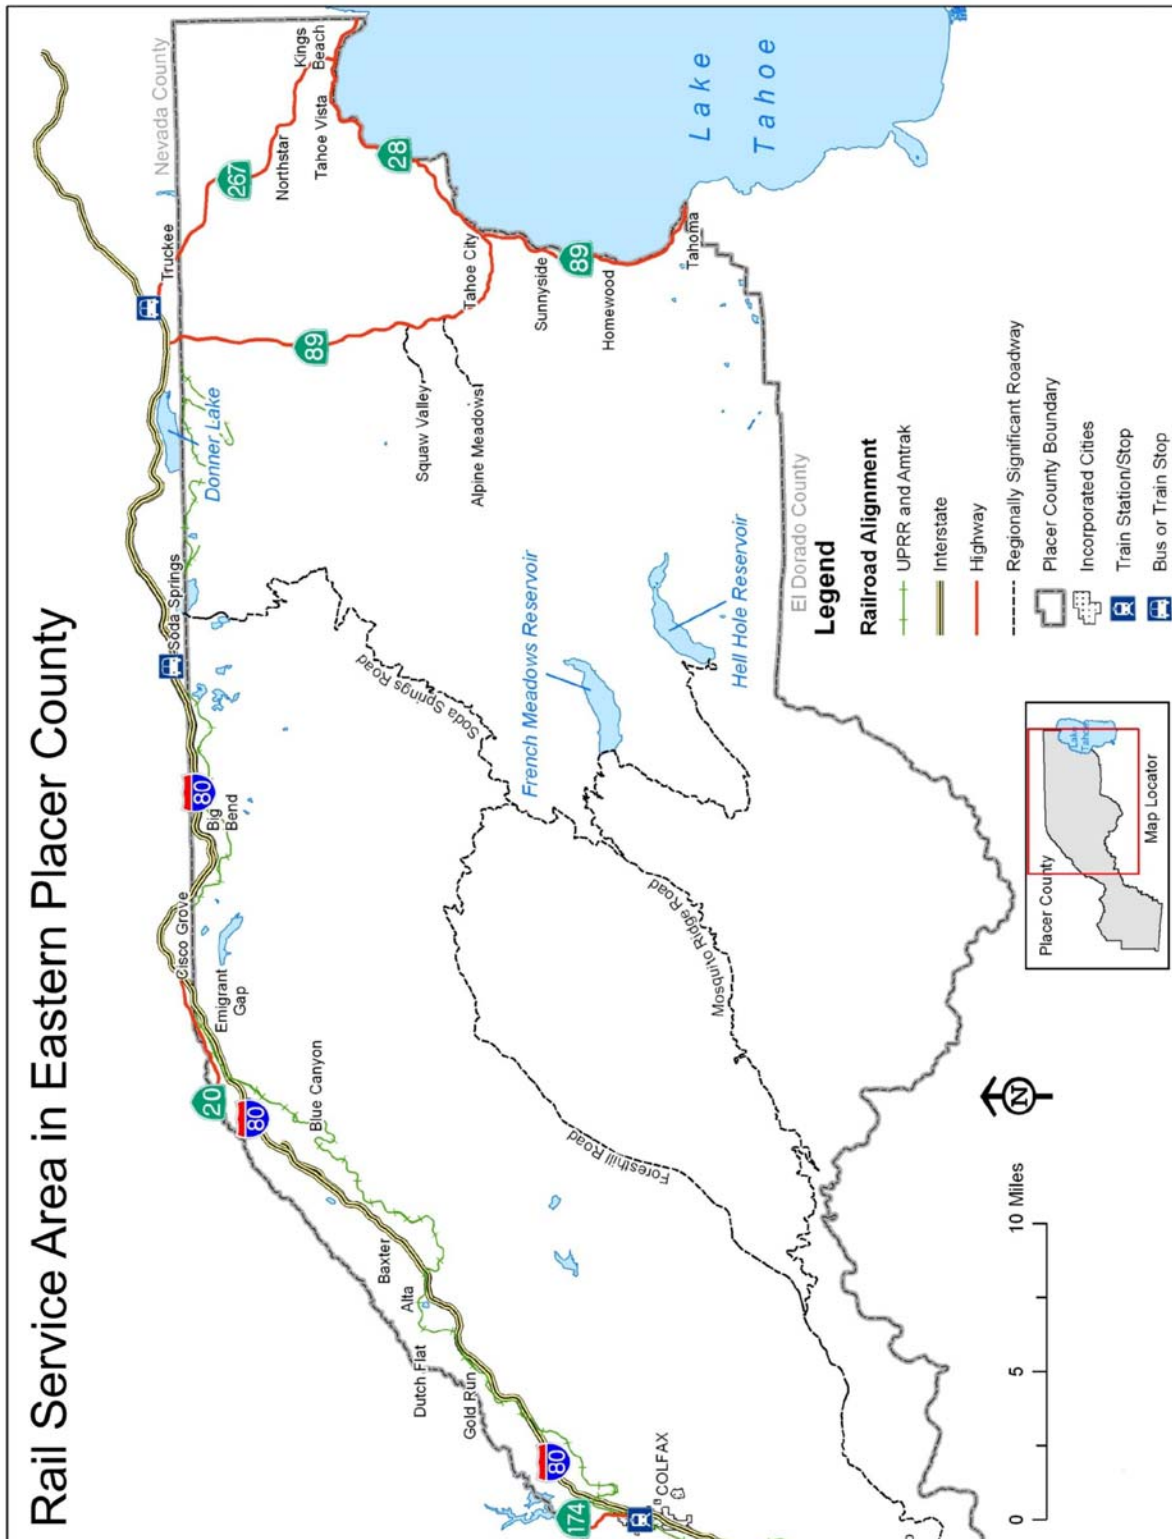 Rail Service Area in Eastern Placer County
Nevada County
Truckee
267
Northstar
Kings
Beach
Tahoe Vista
28
Lake
Tahoe
Tahoe City
Sunnyside
89
Homewood
Tahoma
89
Squaw Valley
Alpine Meadows
Donner Lake
Soda Springs
Soda Springs Road
French Meadows Reservoir
Hell Hole Reservoir
El Dorado County
80
Big
Bend
Cisco Grove
Emigrant
Gap
20
80
Blue Canyon
Baxter
Alta
Dutch Flat
Gold Run
80
174
COLFAX
Foresthill Road
Mosquito Ridge Road
N
0
5
10 Miles
Placer County
Lake
Tahoe
Map Locator
Legend
Railroad Alignment
UPRR and Amtrak
Interstate
Highway
Regionally Significant Roadway
Placer County Boundary
Incorporated Cities
Train Station/Stop
Bus or Train Stop